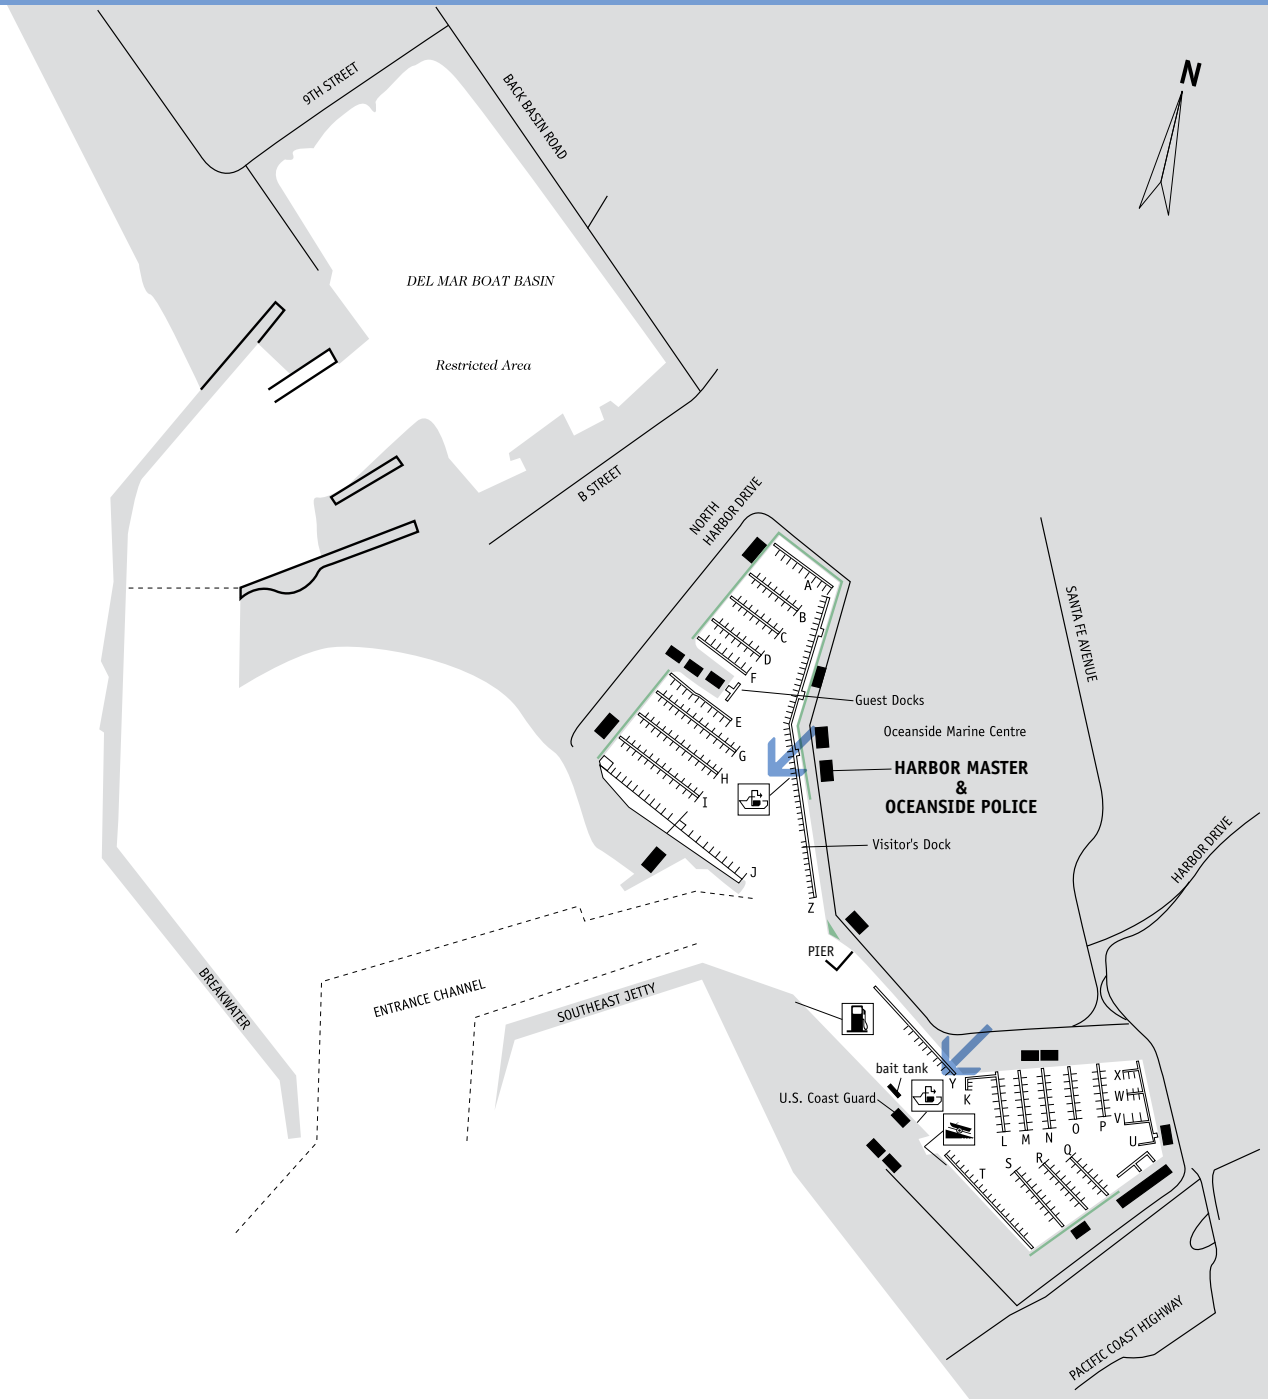 N
9TH STREET
BACK BASIN ROAD
DEL MAR BOAT BASIN
Restricted Area
B STREET
NORTH
HARBOR DRIVE
A
B
C
D
F
E
G
H
I
J
Z
Guest Docks
Oceanside Marine Centre
HARBOR MASTER
&
OCEANSIDE POLICE
Visitor's Dock
SANTA FE AVENUE
HARBOR DRIVE
PIER
BREAKWATER
ENTRANCE CHANNEL
SOUTHEAST JETTY
bait tank
U.S. Coast Guard
Y
K
L
M
N
O
P
X
W
V
U
Q
R
S
T
PACIFIC COAST HIGHWAY